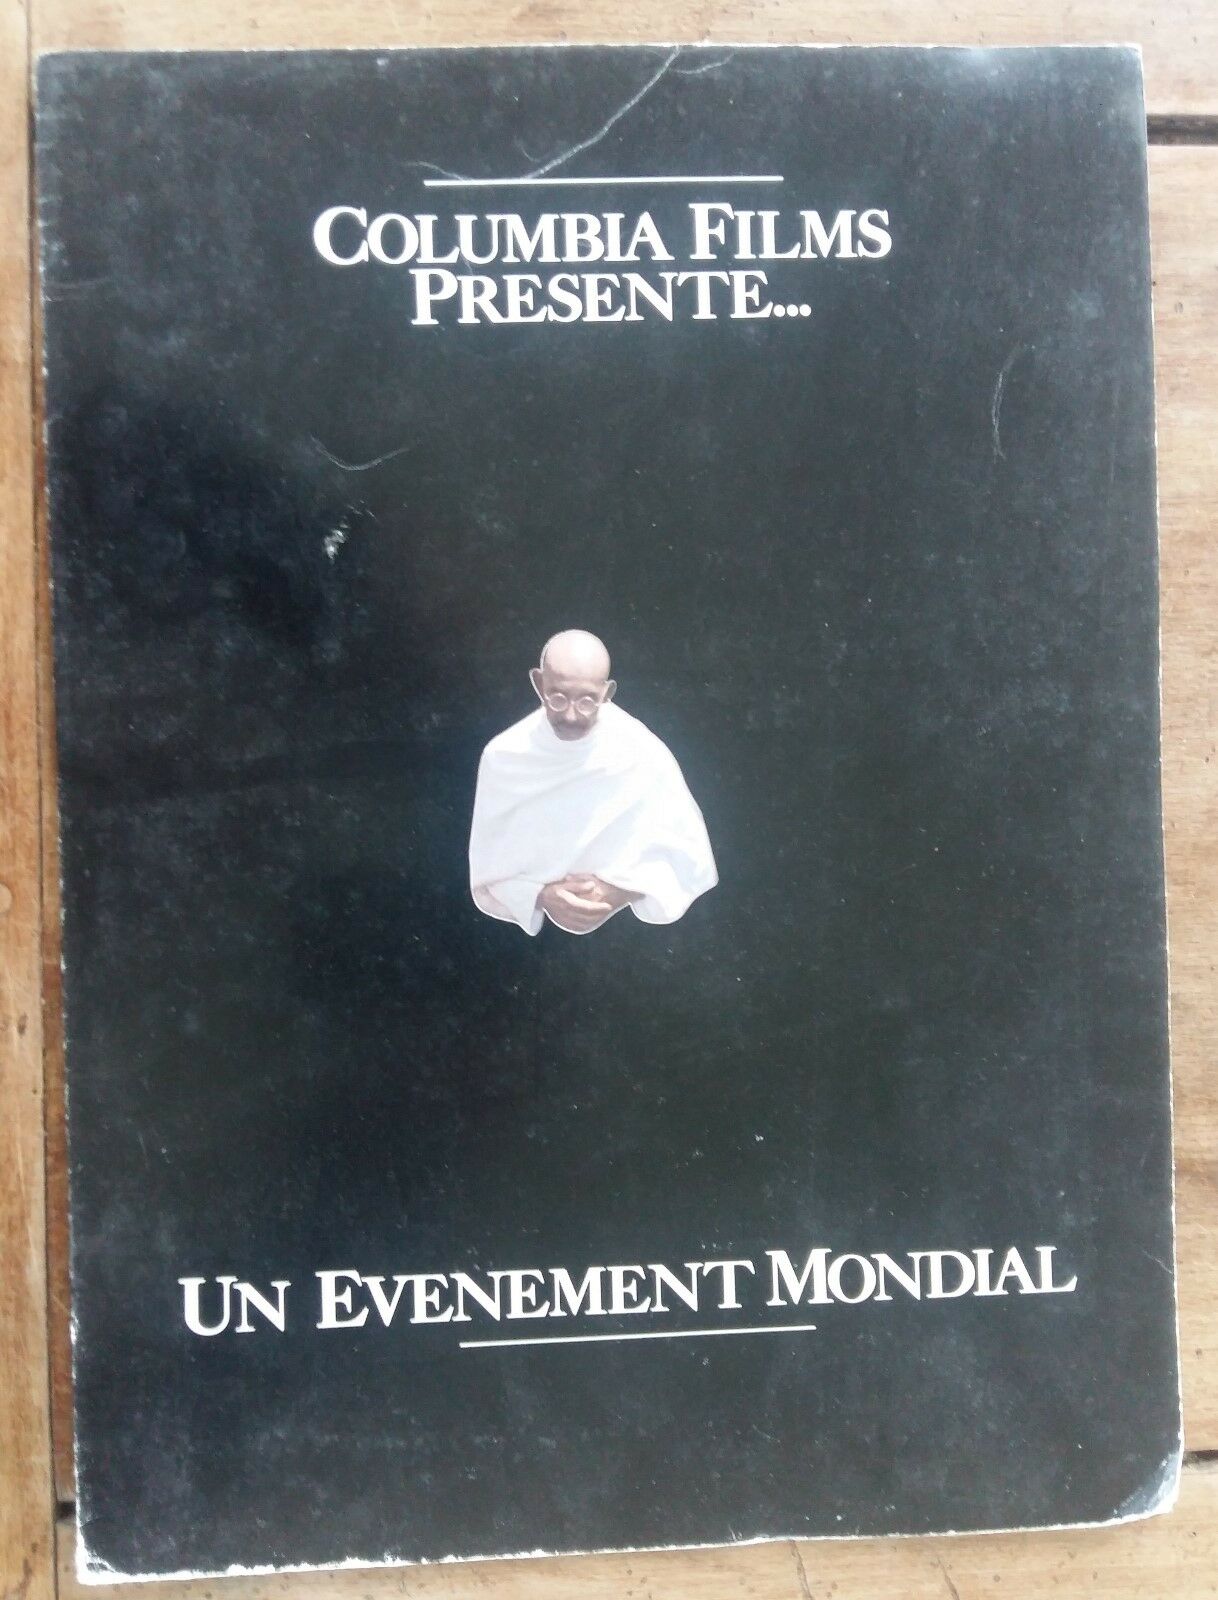 COLUMBIA FILMS
PRESENTE...
UN EVENEMENT MONDIAL